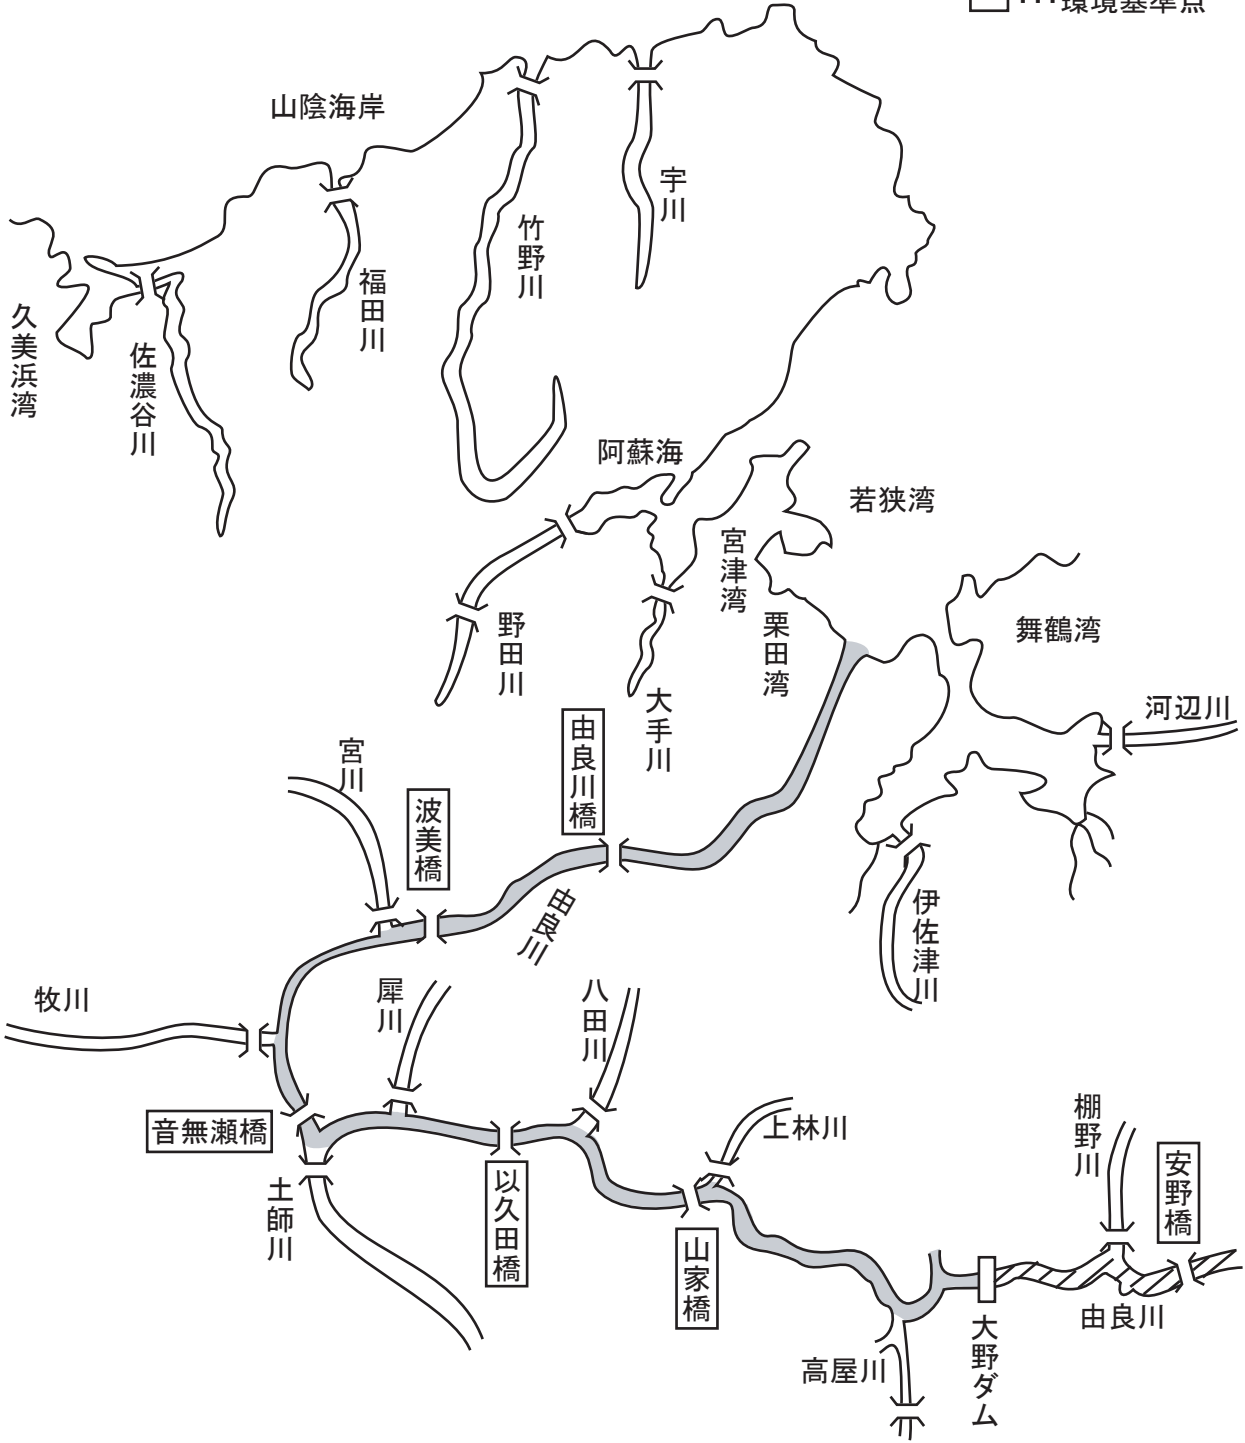 □･･･環境基準点
山陰海岸
宇川
竹野川
福田川
久美浜湾
佐濃谷川
阿蘇海
若狭湾
宮津湾
栗田湾
舞鶴湾
野田川
大手川
河辺川
宮川
由良川橋
波美橋
由良川
伊佐津川
牧川
犀川
八田川
音無瀬橋
上林川
棚野川
安野橋
土師川
以久田橋
山家橋
由良川
大野ダム
高屋川